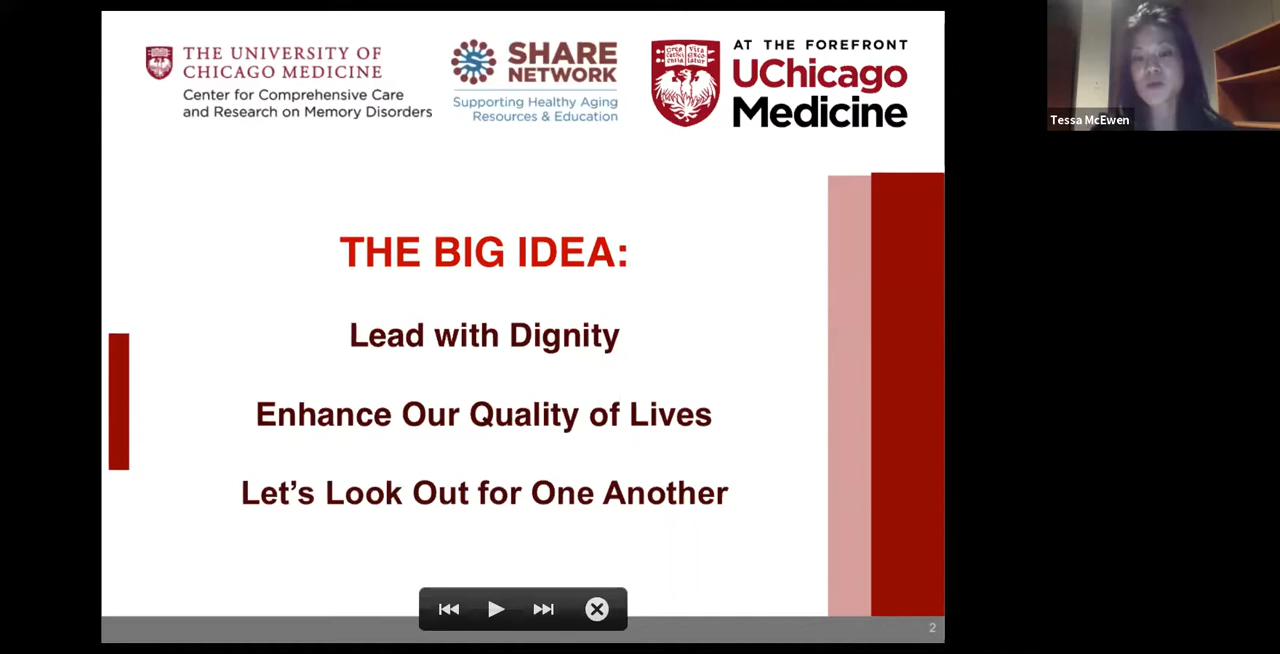 THE UNIVERSITY OF
CHICAGO MEDICINE
Center for Comprehensive Care
and Research on Memory Disorders
SHARE
NETWORK
Supporting Healthy Aging
Resources & Education
AT THE FOREFRONT
UChicago
Medicine
Tessa McEwen
THE BIG IDEA:
Lead with Dignity
Enhance Our Quality of Lives
Let's Look Out for One Another
2